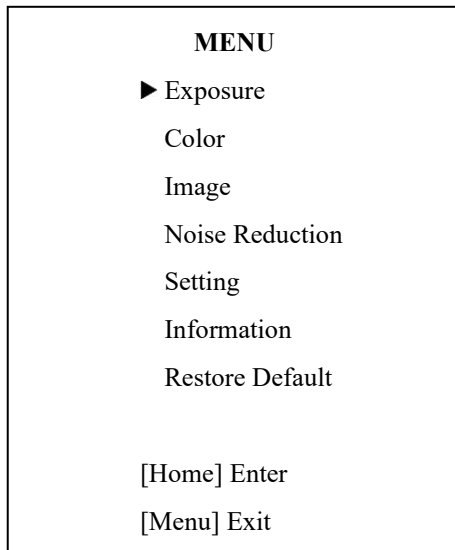 MENU
▶ Exposure
Color
Image
Noise Reduction
Setting
Information
Restore Default
[Home] Enter
[Menu] Exit